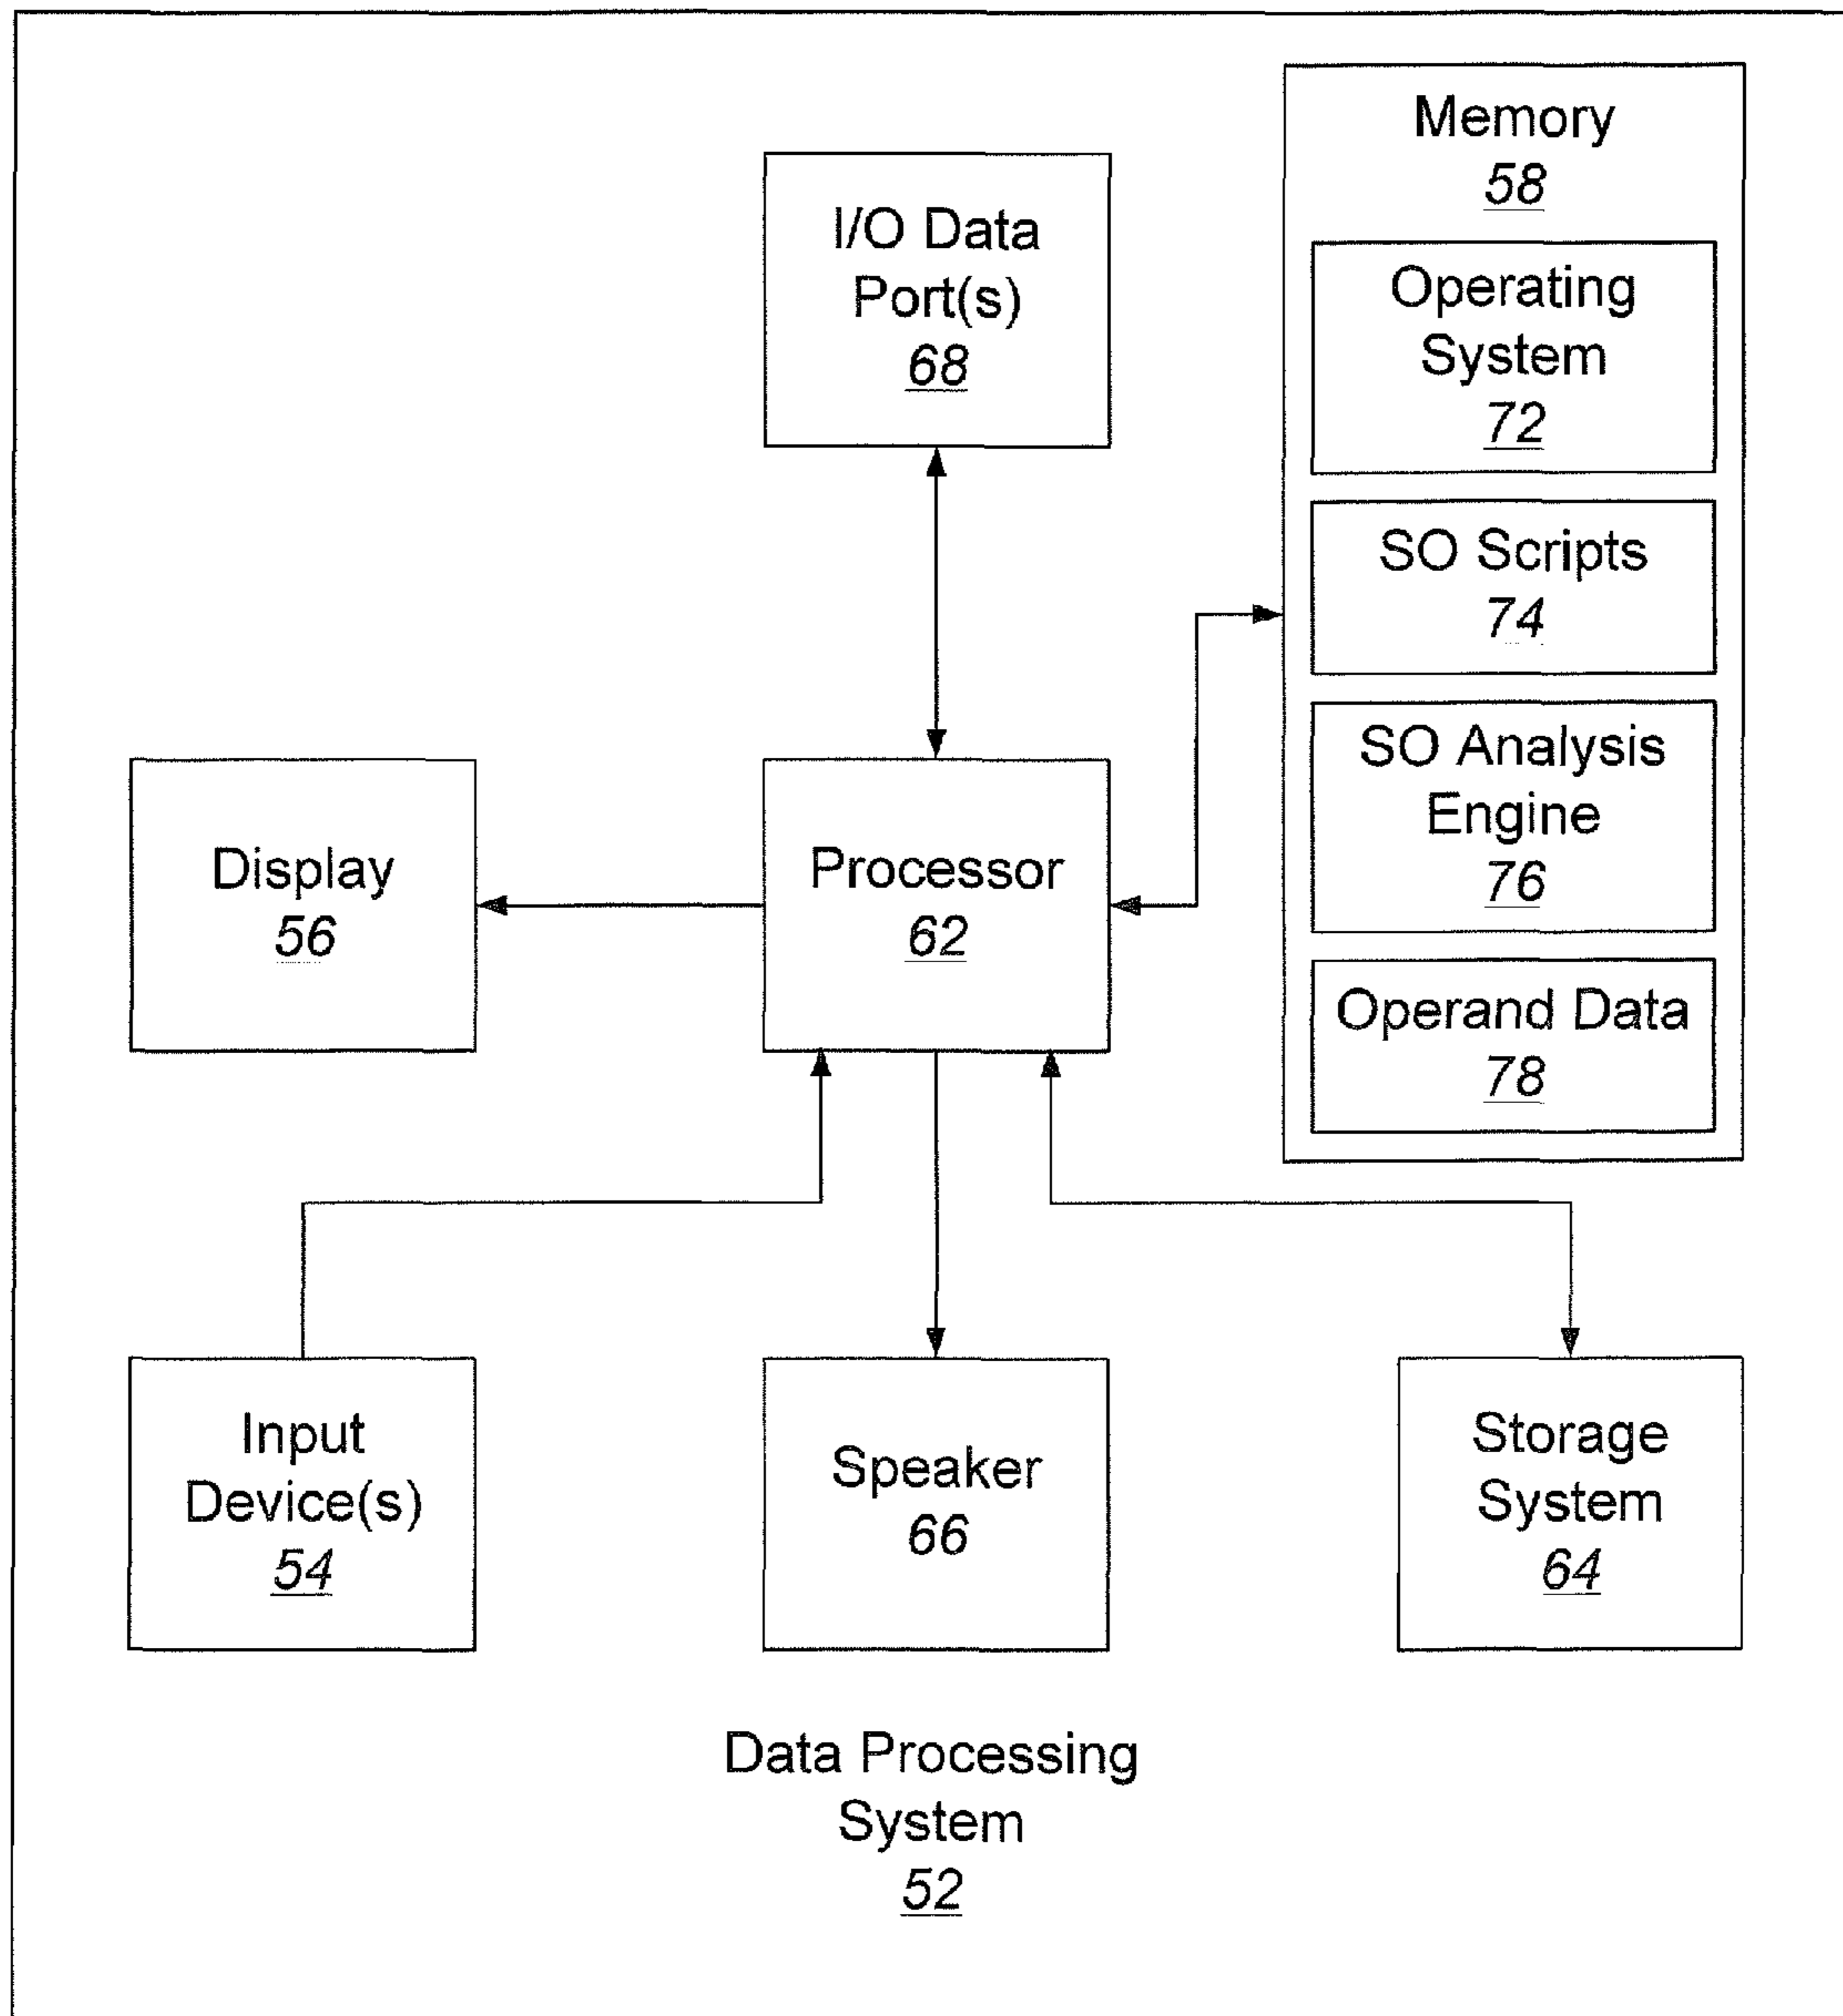 Memory
58
Operating
System
72
SO Scripts
74
SO Analysis
Engine
76
Operand Data
78
I/O Data
Port(s)
68
Display
56
Processor
62
Input
Device(s)
54
Speaker
66
Storage
System
64
Data Processing
System
52